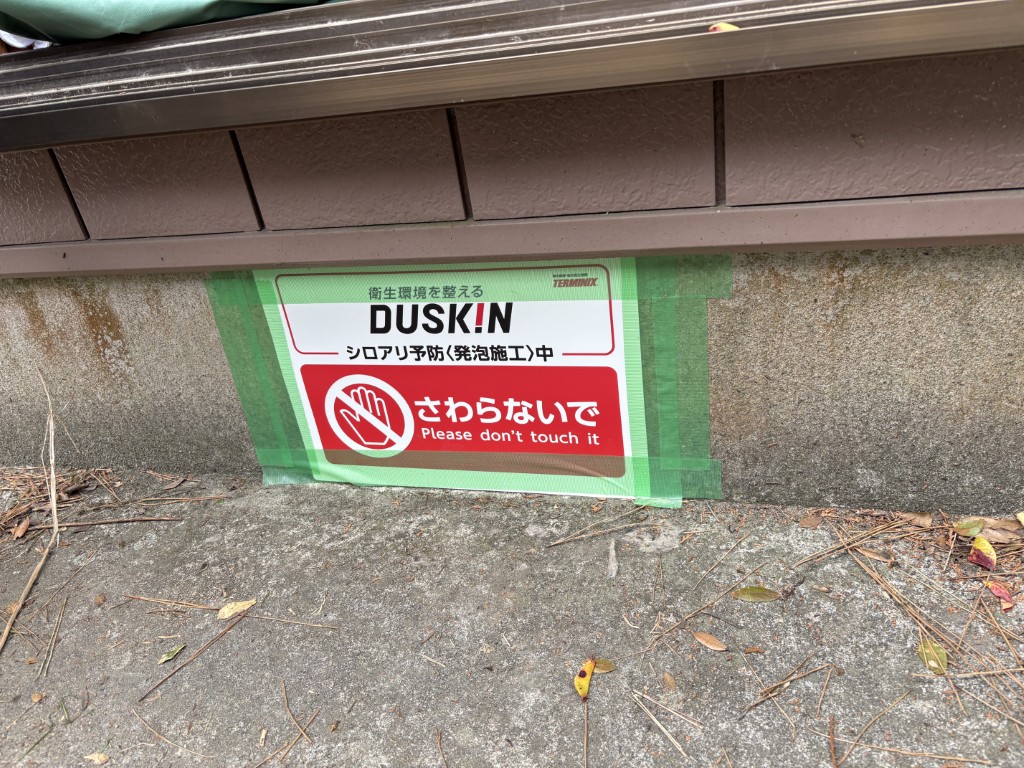 衛生環境を整える
TERMINIX
DUSK!N
シロアリ予防〈発泡施工〉中
さわらないで
Please don't touch it